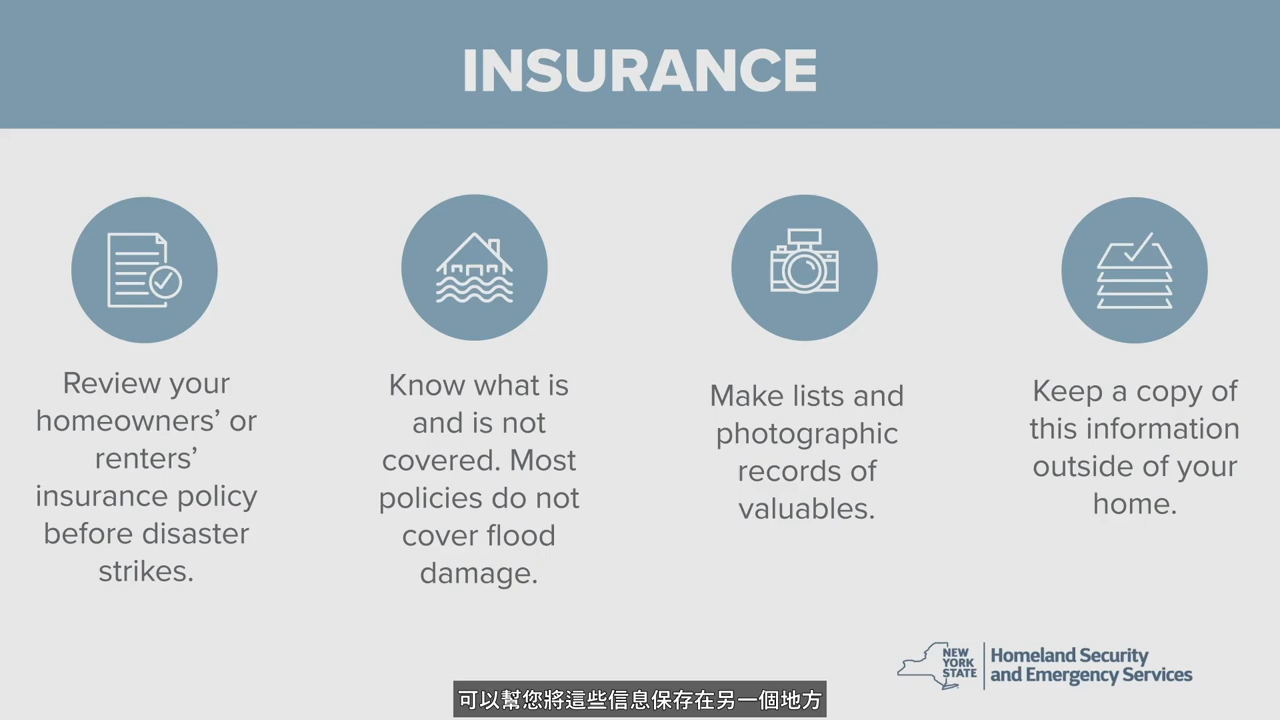 INSURANCE
Review your
homeowners’ or
renters’
insurance policy
before disaster
strikes.
Know what is
and is not
covered. Most
policies do not
cover flood
damage.
Make lists and
photographic
records of
valuables.
Keep a copy of
this information
outside of your
home.
NEW
YORK
STATE
Homeland Security
and Emergency Services
可以幫您將這些信息保存在另一個地方